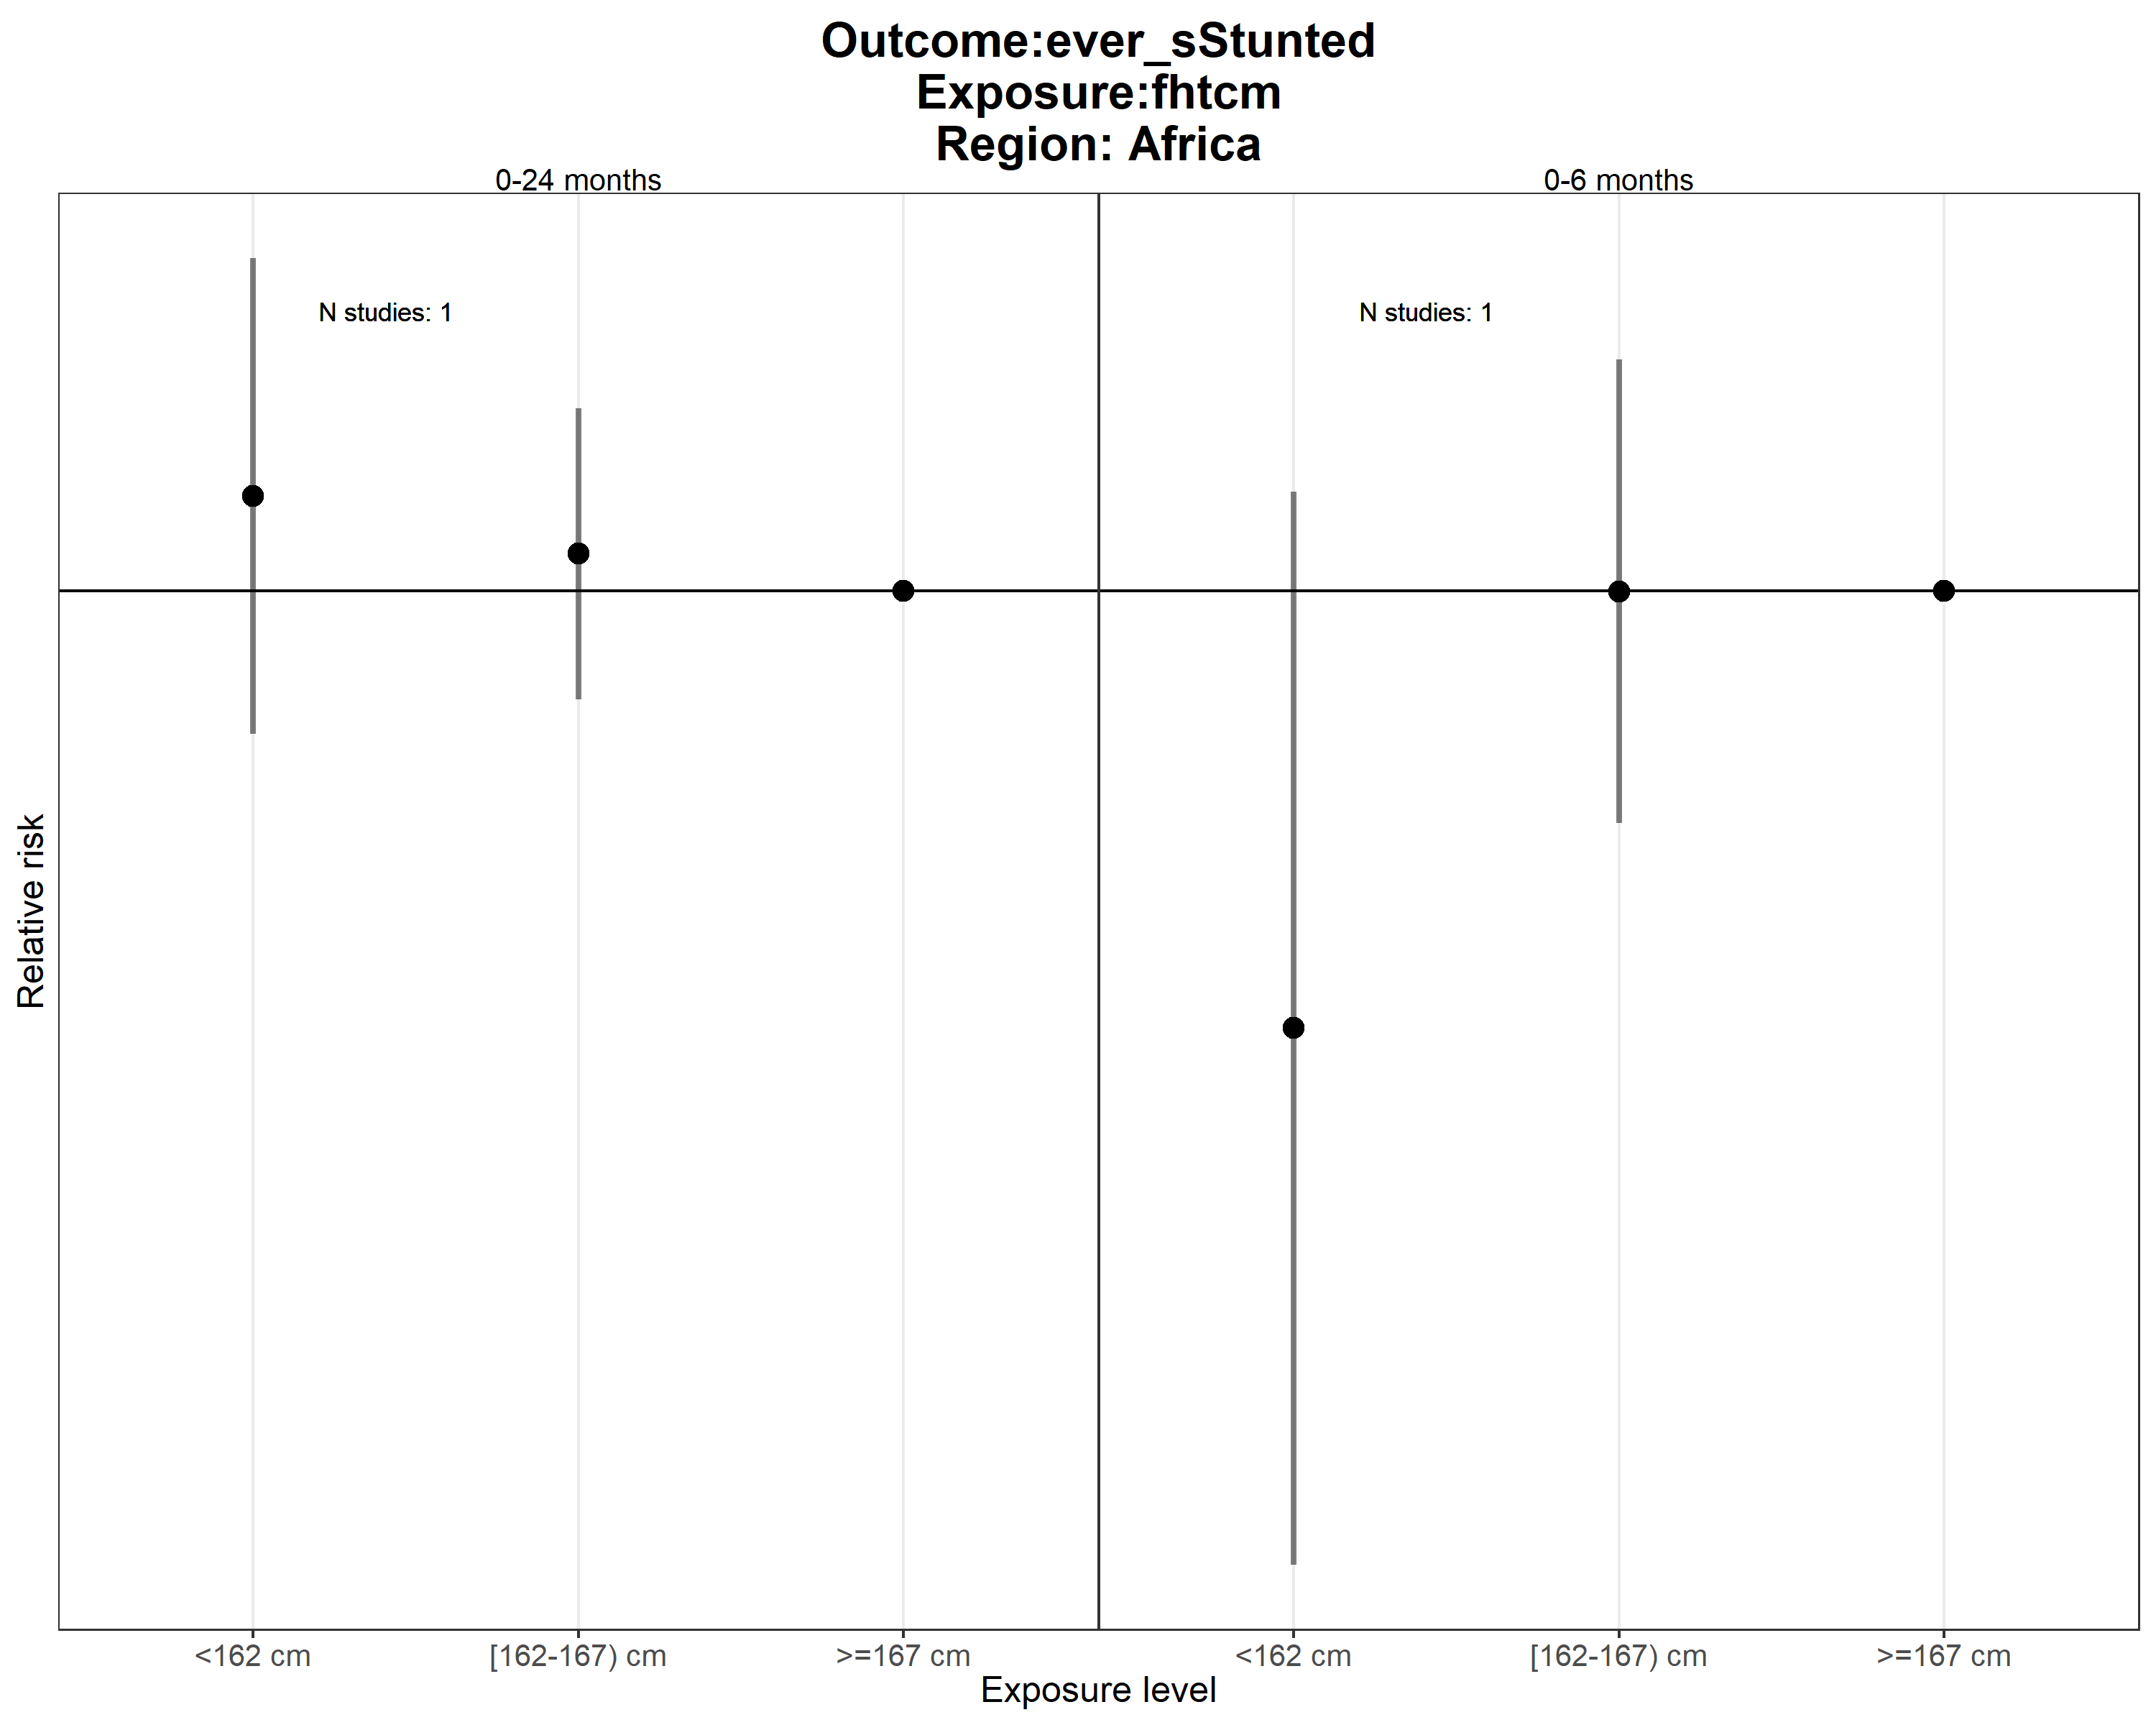 Outcome:ever_sStunted
Exposure:fhtcm
Region: Africa
0-24 months
0-6 months
N studies: 1
N studies: 1
Relative risk
<162 cm
[162-167) cm
>=167 cm
<162 cm
[162-167) cm
>=167 cm
Exposure level